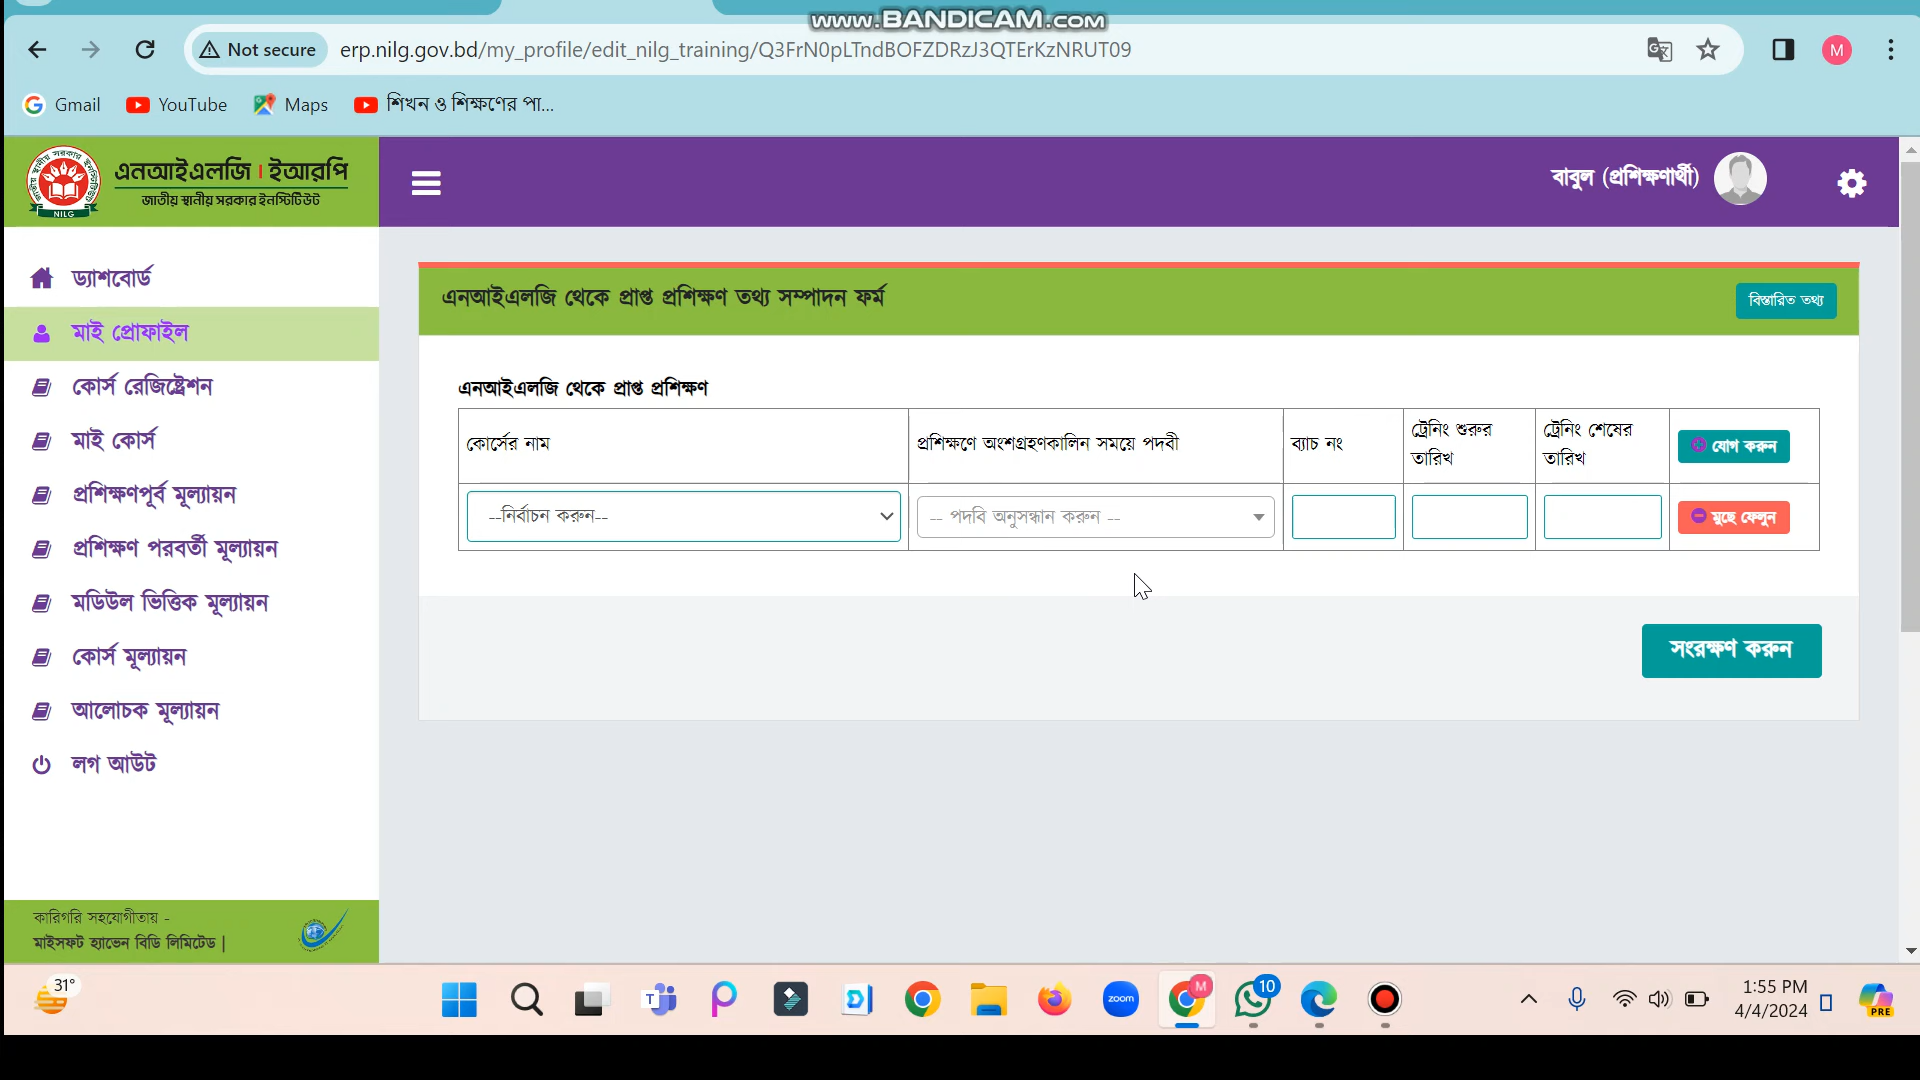 www.BANDICAM.com
Not secure
erp.nilg.gov.bd/my_profile/edit_nilg_training/Q3FrN0pLTndBOFZDRzJ3QTErKzNRUT09
M
Gmail
YouTube
Maps
শিখন ও শিক্ষণের পা...
NILG
এনআইএলজি | ইআরপি
জাতীয় স্থানীয় সরকার ইনস্টিটিউট
বাবুল (প্রশিক্ষণার্থী)
ড্যাশবোর্ড
মাই প্রোফাইল
কোর্স রেজিষ্ট্রেশন
মাই কোর্স
প্রশিক্ষণপূর্ব মূল্যায়ন
প্রশিক্ষণ পরবর্তী মূল্যায়ন
মডিউল ভিত্তিক মূল্যায়ন
কোর্স মূল্যায়ন
আলোচক মূল্যায়ন
লগ আউট
কারিগরি সহযোগীতায় -
মাইসফট হ্যাভেন বিডি লিমিটেড |
এনআইএলজি থেকে প্রাপ্ত প্রশিক্ষণ তথ্য সম্পাদন ফর্ম
বিস্তারিত তথ্য
এনআইএলজি থেকে প্রাপ্ত প্রশিক্ষণ
কোর্সের নাম
প্রশিক্ষণে অংশগ্রহণকালিন সময়ে পদবী
ব্যাচ নং
ট্রেনিং শুরুর
তারিখ
ট্রেনিং শেষের
তারিখ
যোগ করুন
--নির্বাচন করুন--
-- পদবি অনুসন্ধান করুন --
মুছে ফেলুন
সংরক্ষণ করুন
31°
zoom
M
10
1:55 PM
4/4/2024
PRE